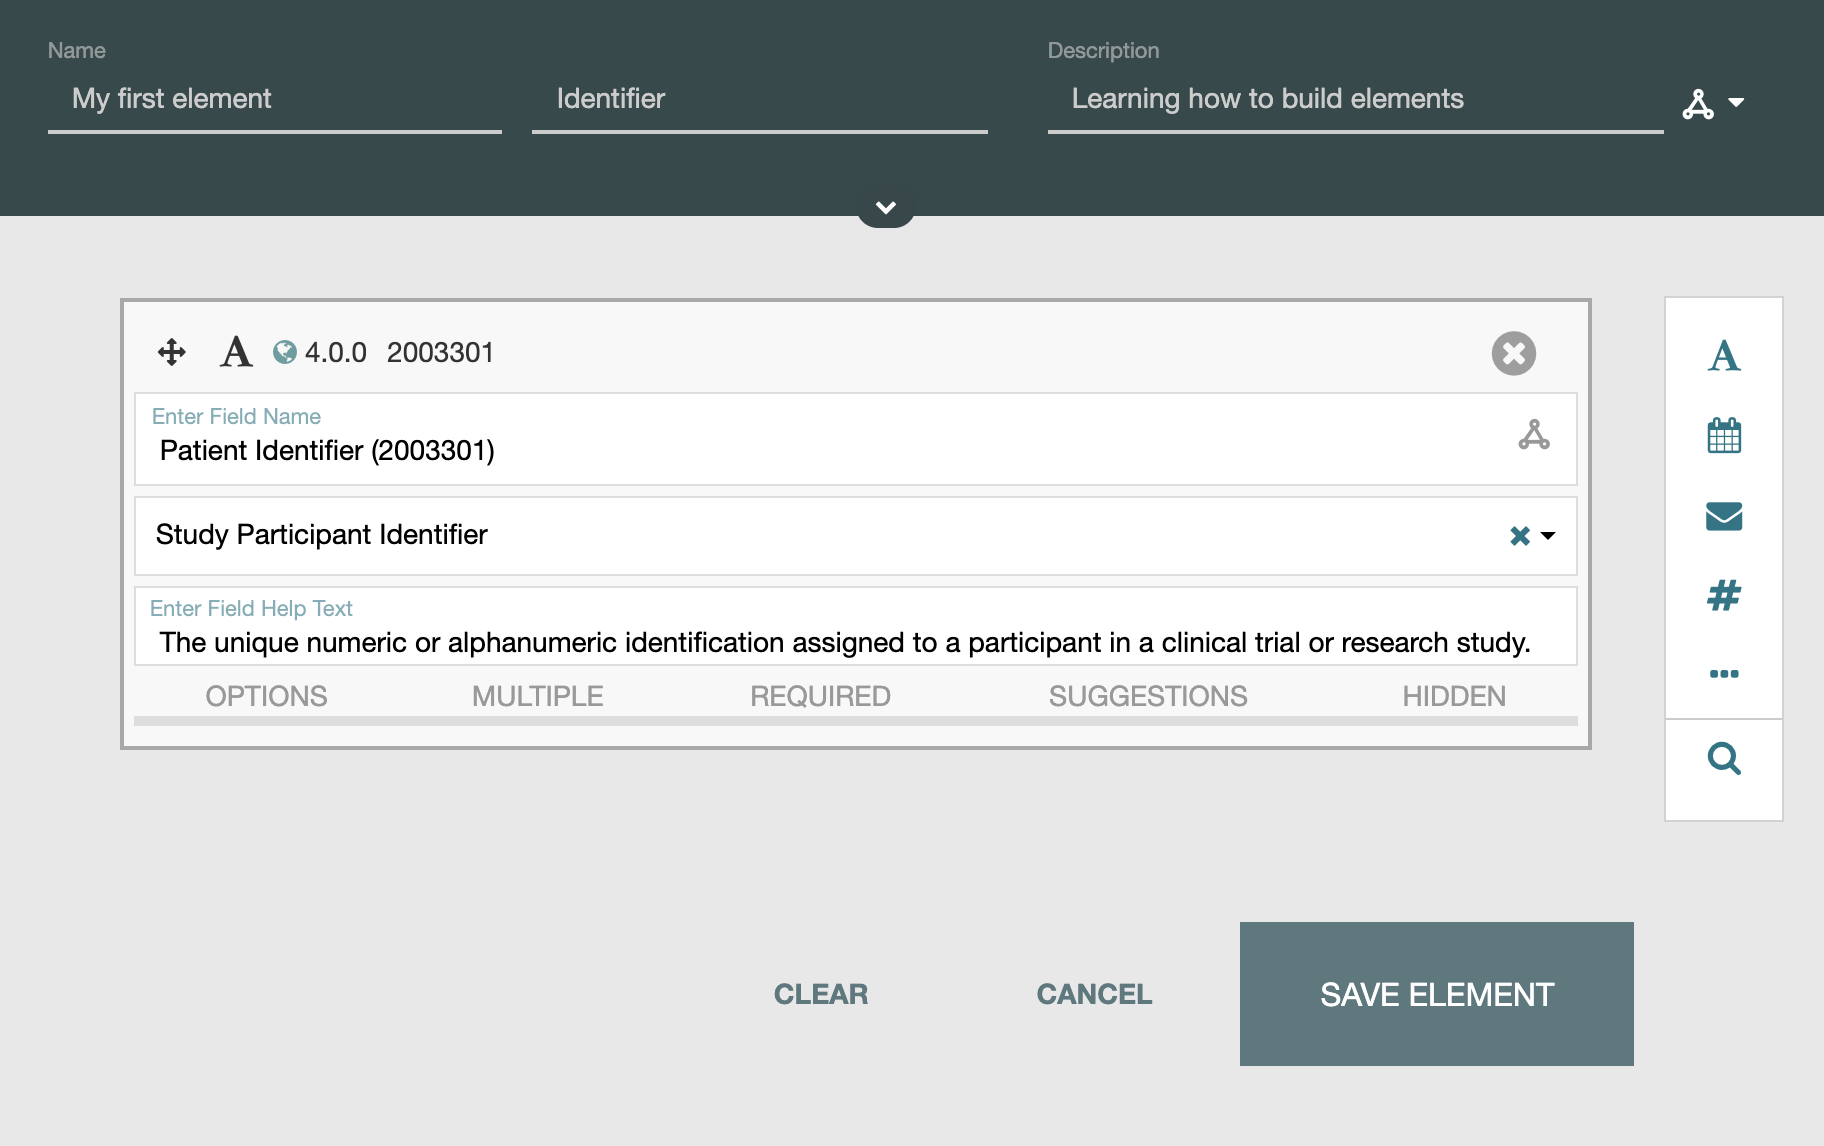 Name
Description
My first element
Identifier
Learning how to build elements
A 4.0.0 2003301
Enter Field Name
Patient Identifier (2003301)
Study Participant Identifier
Enter Field Help Text
The unique numeric or alphanumeric identification assigned to a participant in a clinical trial or research study.
OPTIONS MULTIPLE REQUIRED SUGGESTIONS HIDDEN
A
#
CLEAR CANCEL SAVE ELEMENT